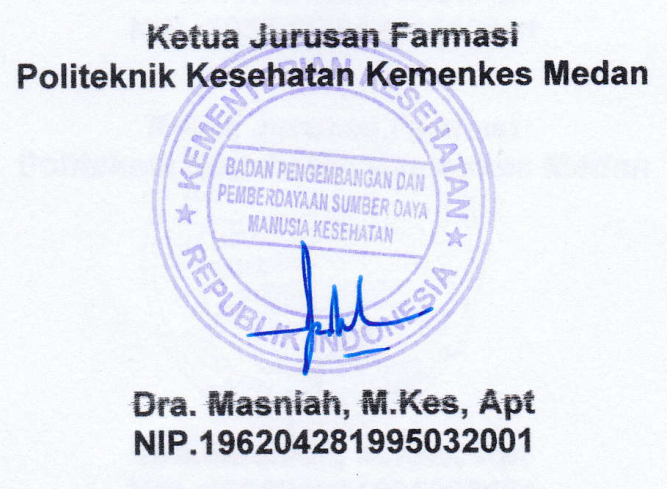 Ketua Jurusan Farmasi
Politeknik Kesehatan Kemenkes Medan
KEMENTERIAN KESEHATAN
BADAN PENGEMBANGAN DAN
PEMBERDAYAAN SUMBER DAYA
MANUSIA KESEHATAN
REPUBLIK INDONESIA
Dra. Masniah, M.Kes, Apt
NIP.196204281995032001